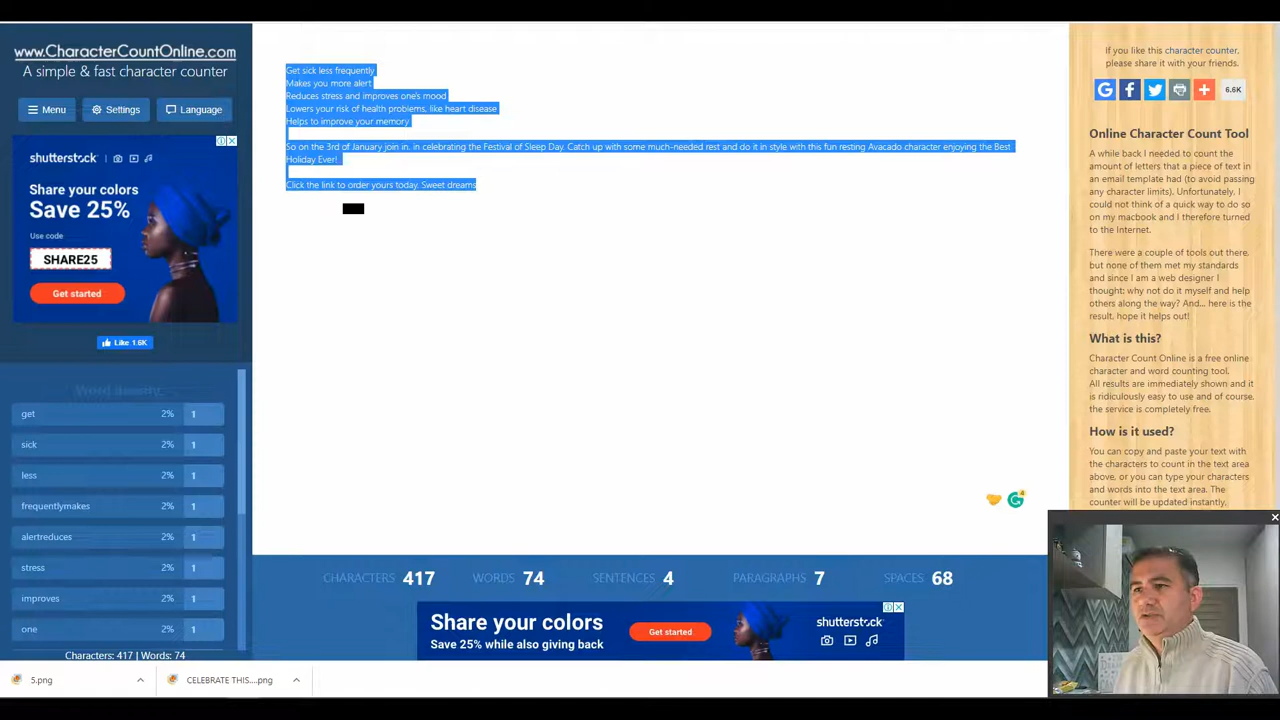 www.CharacterCountOnline.com
A simple & fast character counter
Menu
Settings
Language
shutterstock
Share your colors
Save 25%
Use code
SHARE25
Get started
Like 1.6K
Word density
get 2% 1
sick 2% 1
less 2% 1
frequentlymakes 2% 1
alertreduces 2% 1
stress 2% 1
improves 2% 1
one 2% 1
Characters: 417 | Words: 74
Get sick less frequently
Makes you more alert
Reduces stress and improves one's mood
Lowers your risk of health problems, like heart disease
Helps to improve your memory
So on the 3rd of January join in, in celebrating the Festival of Sleep Day. Catch up with some much-needed rest and do it in style with this fun resting Avacado character enjoying the Best
Holiday Ever!
Click the link to order yours today. Sweet dreams
CHARACTERS 417
WORDS 74
SENTENCES 4
PARAGRAPHS 7
SPACES 68
Share your colors
Save 25% while also giving back
Get started
shutterstock
If you like this character counter,
please share it with your friends.
6.6K
Online Character Count Tool
A while back I needed to count the
amount of letters that a piece of text in
an email template had (to avoid passing
any character limits). Unfortunately, I
could not think of a quick way to do so
on my macbook and I therefore turned
to the Internet.
There were a couple of tools out there,
but none of them met my standards
and since I am a web designer I
thought: why not do it myself and help
others along the way? And... here is the
result, hope it helps out!
What is this?
Character Count Online is a free online
character and word counting tool.
All results are immediately shown and it
is ridiculously easy to use and of course,
the service is completely free.
How is it used?
You can copy and paste your text with
the characters to count in the text area
above, or you can type your characters
and words into the text area. The
counter will be updated instantly.
5.png
CELEBRATE THIS....png